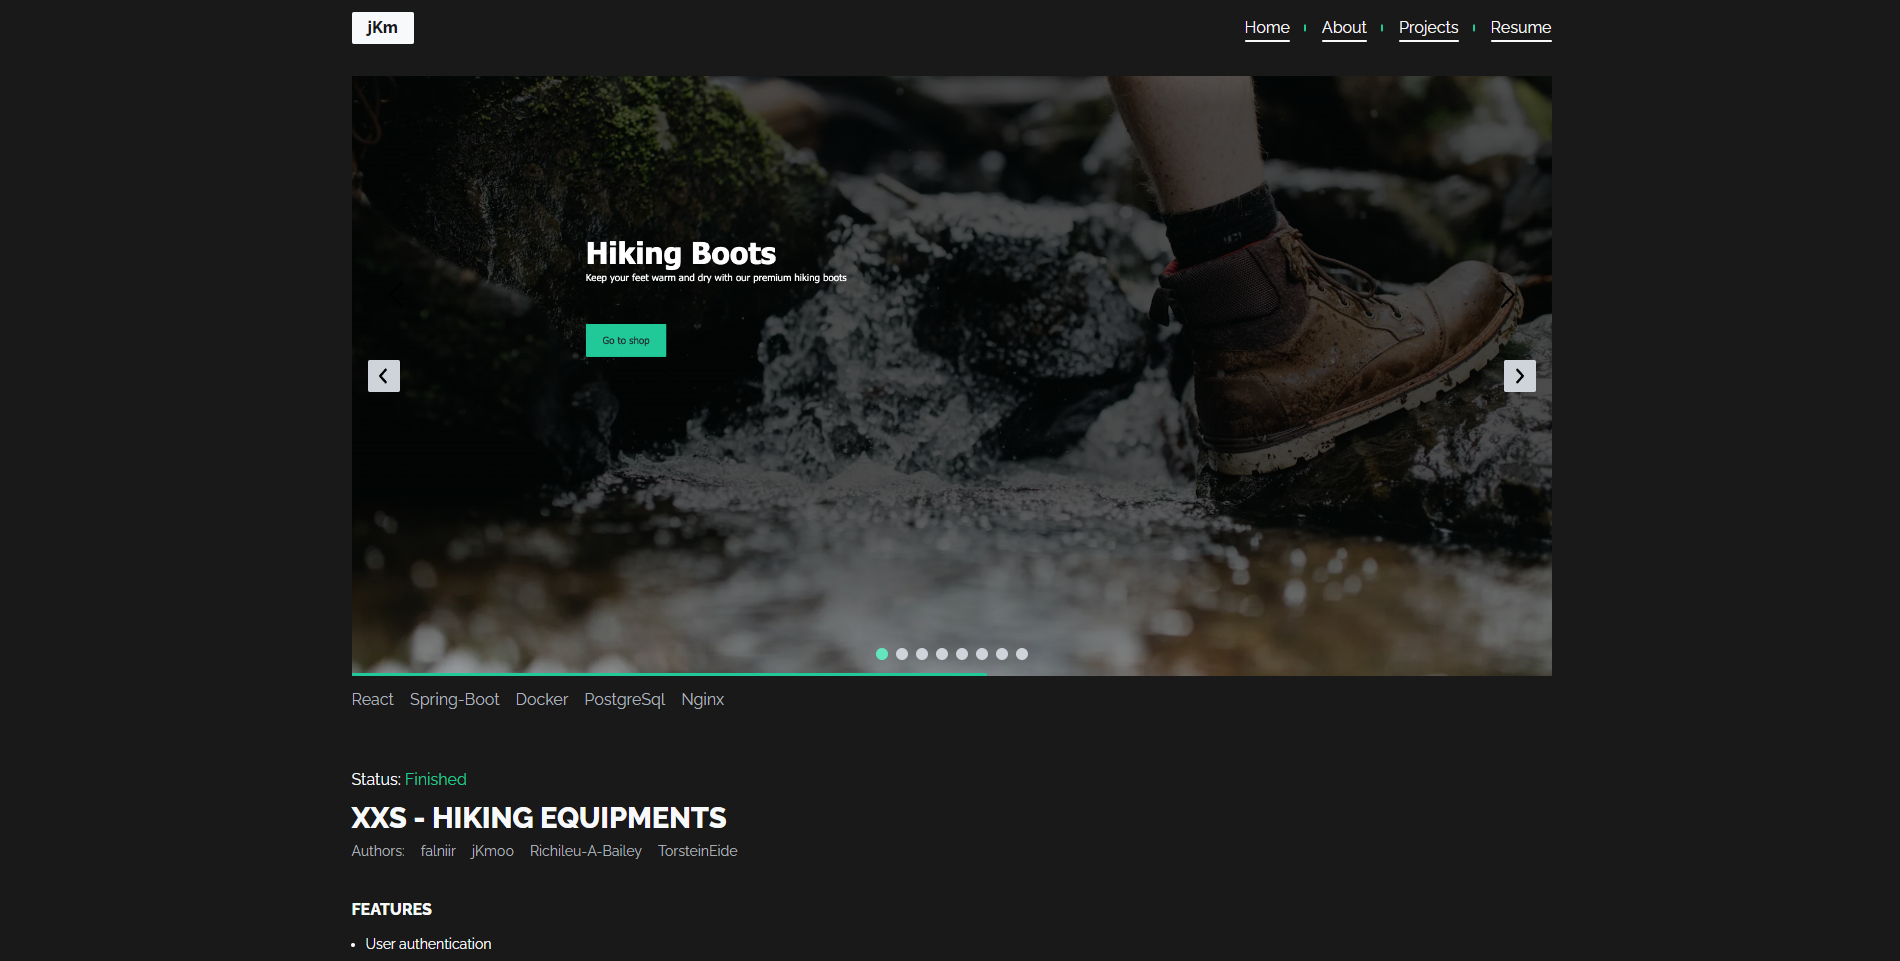 jKm
Home About Projects Resume
Hiking Boots
Keep your feet warm and dry with our premium hiking boots
Go to shop
React Spring-Boot Docker PostgreSql Nginx
Status: Finished
XXS - HIKING EQUIPMENTS
Authors: falniir jKmoo Richileu-A-Bailey TorsteinEide
FEATURES
• User authentication